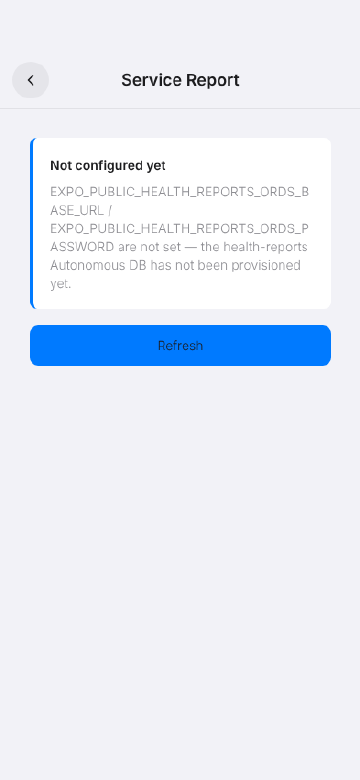 Service Report
Not configured yet
EXPO_PUBLIC_HEALTH_REPORTS_ORDS_B
ASE_URL /
EXPO_PUBLIC_HEALTH_REPORTS_ORDS_P
ASSWORD are not set — the health-reports
Autonomous DB has not been provisioned
yet.
Refresh